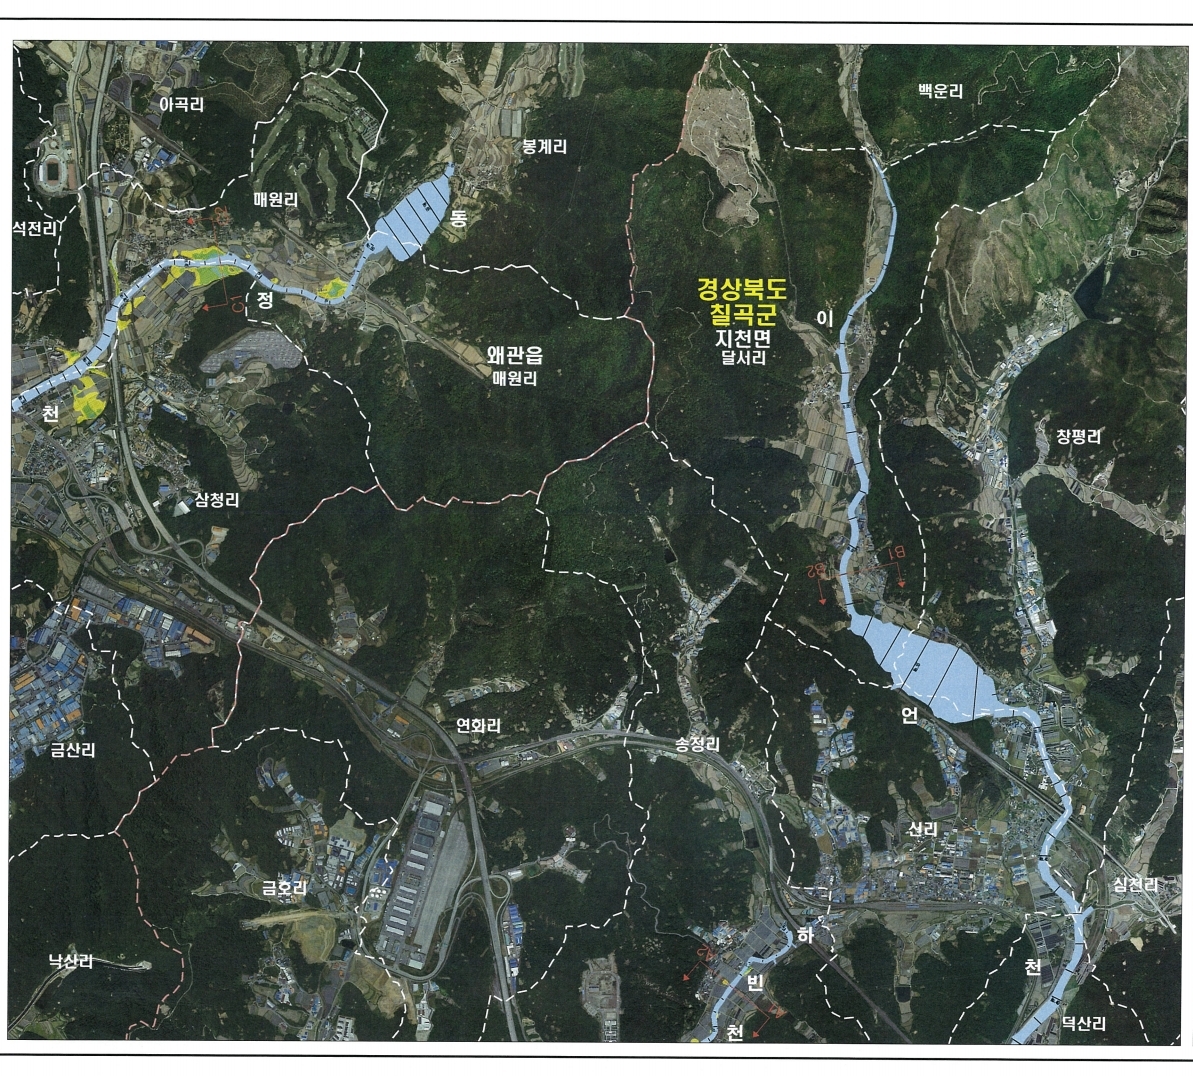 아곡리
백운리
봉계리
매원리
동
석전리
경상북도
칠곡군
정
이
지천면
왜관읍
달서리
매원리
천
창평리
삼청리
B1
B2
언
연화리
송정리
금산리
신리
심천리
금호리
하
낙산리
천
빈
덕산리
천